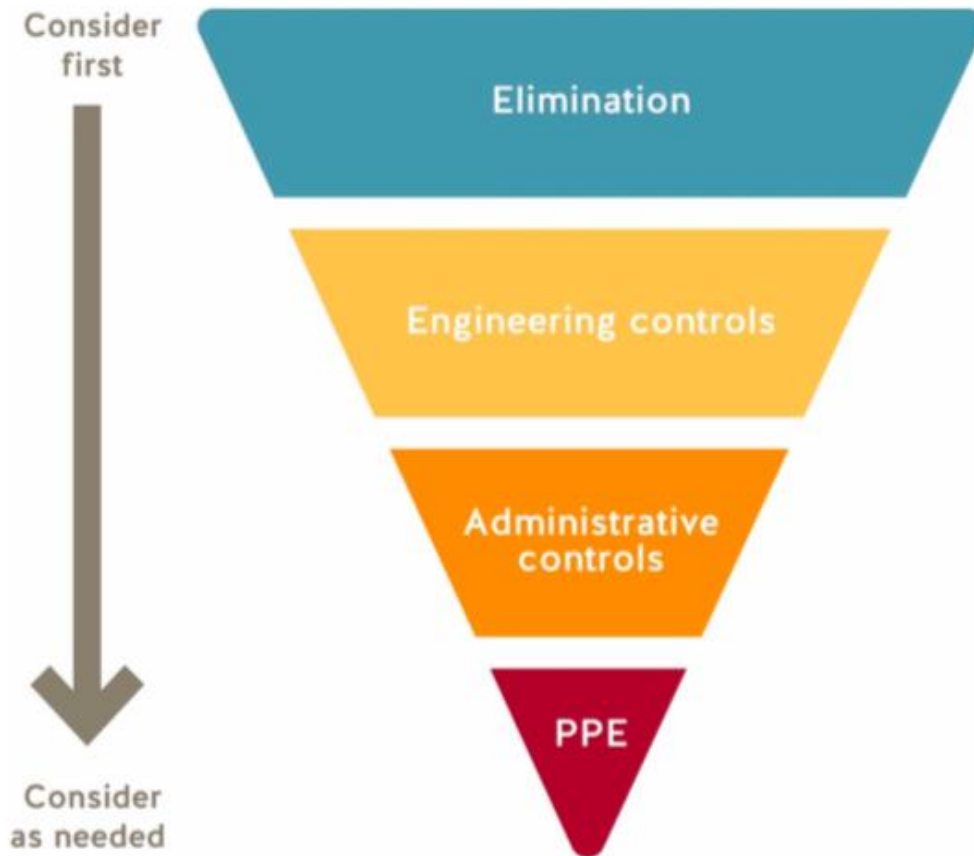 Consider
first
Elimination
Engineering controls
Administrative
controls
PPE
Consider
as needed